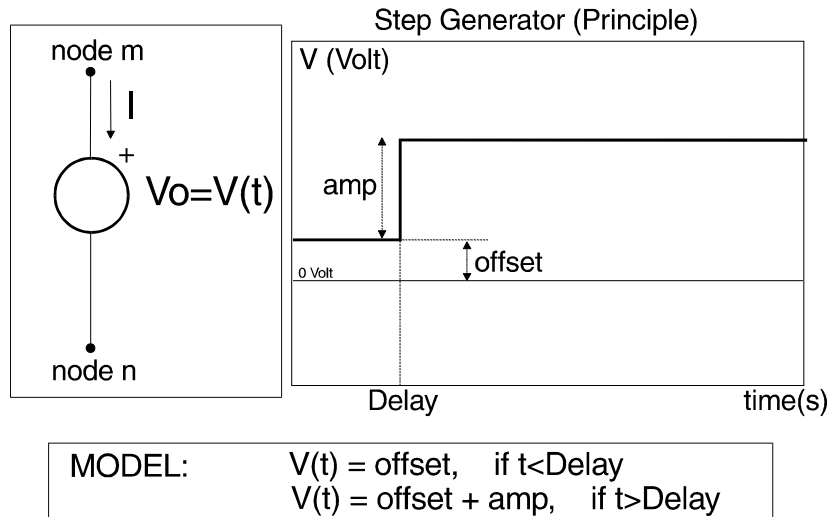 Step Generator (Principle)
node m
I
+
Vo=V(t)
node n
V (Volt)
amp
offset
0 Volt
Delay
time(s)
MODEL: V(t) = offset, if t<Delay
V(t) = offset + amp, if t>Delay